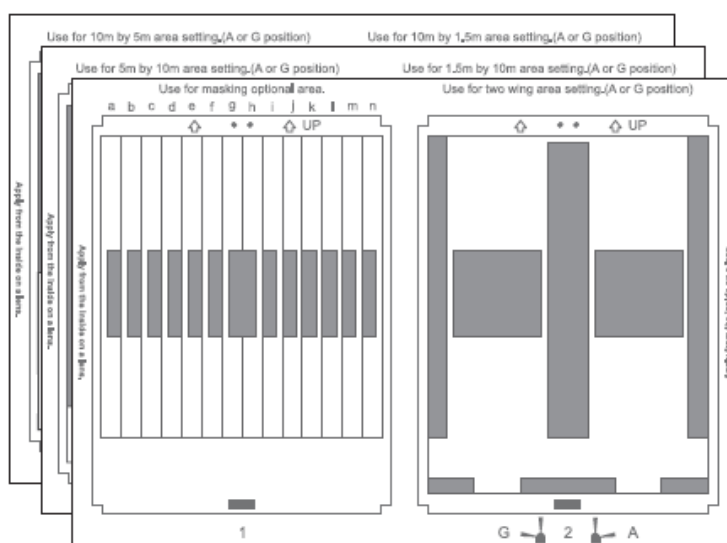 Use for 10m by 5m area setting.(A or G position)
Use for 10m by 1.5m area setting.(A or G position)
Use for 5m by 10m area setting.(A or G position)
Use for 1.5m by 10m area setting.(A or G position)
Use for masking optional area.
Use for two wing area setting.(A or G position)
a b c d e f g h i j k l m n
UP
UP
Apply from the inside on a lens.
Apply from the inside on a lens.
Apply from the inside on a lens.
1
G 2 A